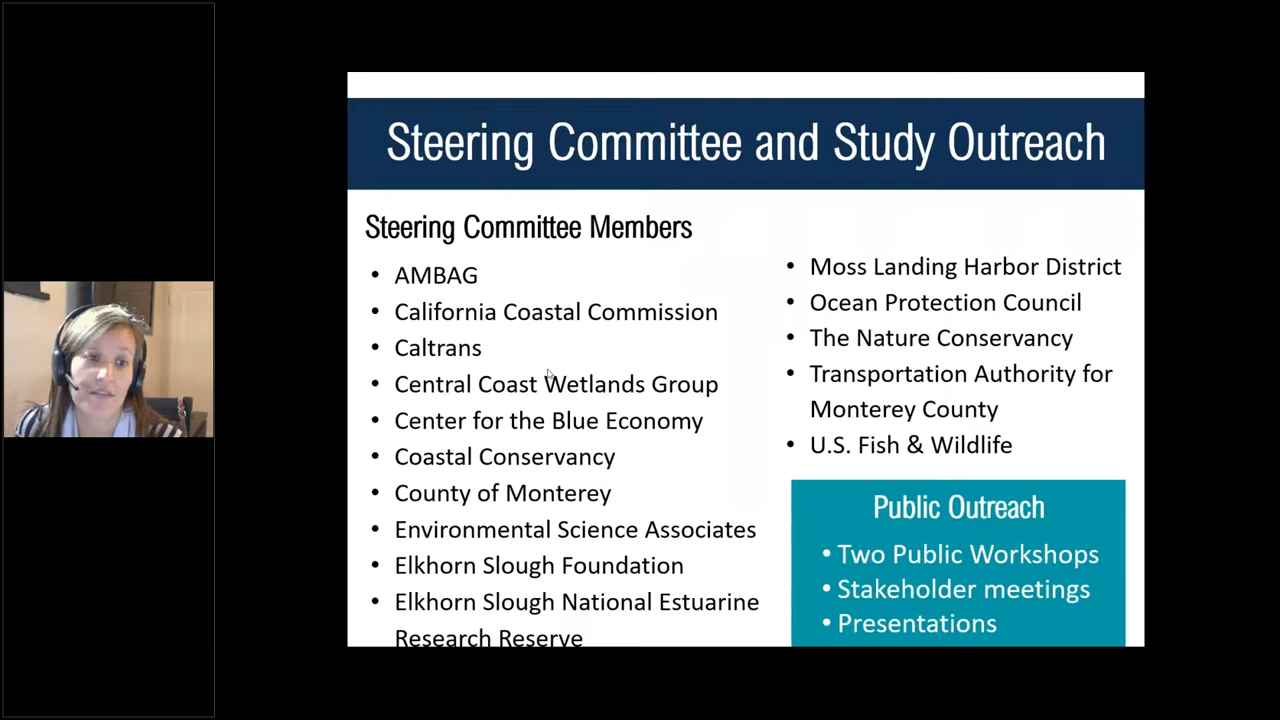 Steering Committee and Study Outreach
Steering Committee Members
• AMBAG
• California Coastal Commission
• Caltrans
• Central Coast Wetlands Group
• Center for the Blue Economy
• Coastal Conservancy
• County of Monterey
• Environmental Science Associates
• Elkhorn Slough Foundation
• Elkhorn Slough National Estuarine
Research Reserve
• Moss Landing Harbor District
• Ocean Protection Council
• The Nature Conservancy
• Transportation Authority for
Monterey County
• U.S. Fish & Wildlife
Public Outreach
• Two Public Workshops
• Stakeholder meetings
• Presentations